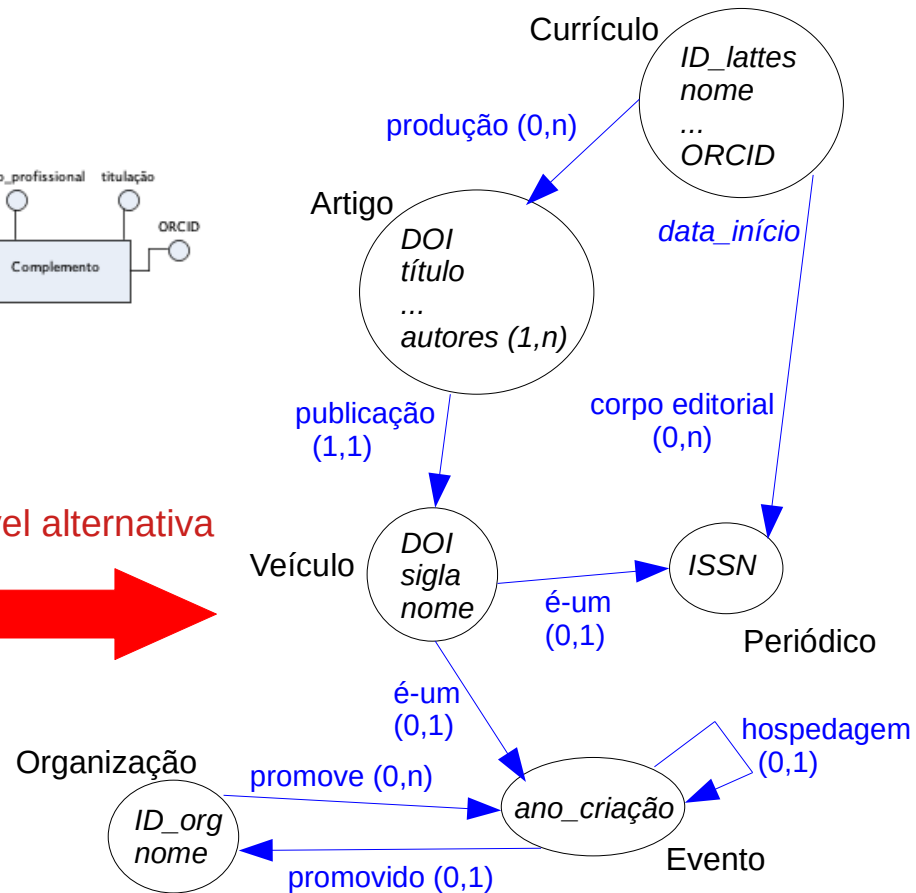 Currículo
ID_lattes
nome
...
ORCID
produção (0,n)
titulação
ORCID
Complemento
Artigo
DOI
título
...
autores (1,n)
data_início
publicação
(1,1)
corpo editorial
(0,n)
alternativa
Veículo
DOI
sigla
nome
é-um
(0,1)
ISSN
Periódico
é-um
(0,1)
hospedagem
(0,1)
Organização
promove (0,n)
ID_org
nome
ano_criação
Evento
promovido (0,1)